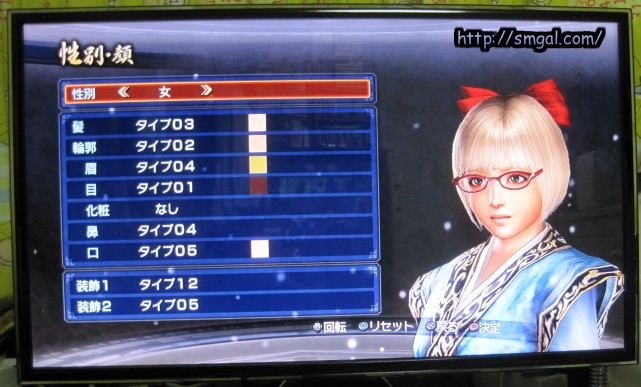 http://smgal.com/
性別・顔
性別 《 女 》
髪 タイプ03
輪郭 タイプ02
眉 タイプ04
目 タイプ01
化粧 なし
鼻 タイプ04
口 タイプ05
装飾1 タイプ12
装飾2 タイプ05
回転 リセット 戻る 決定